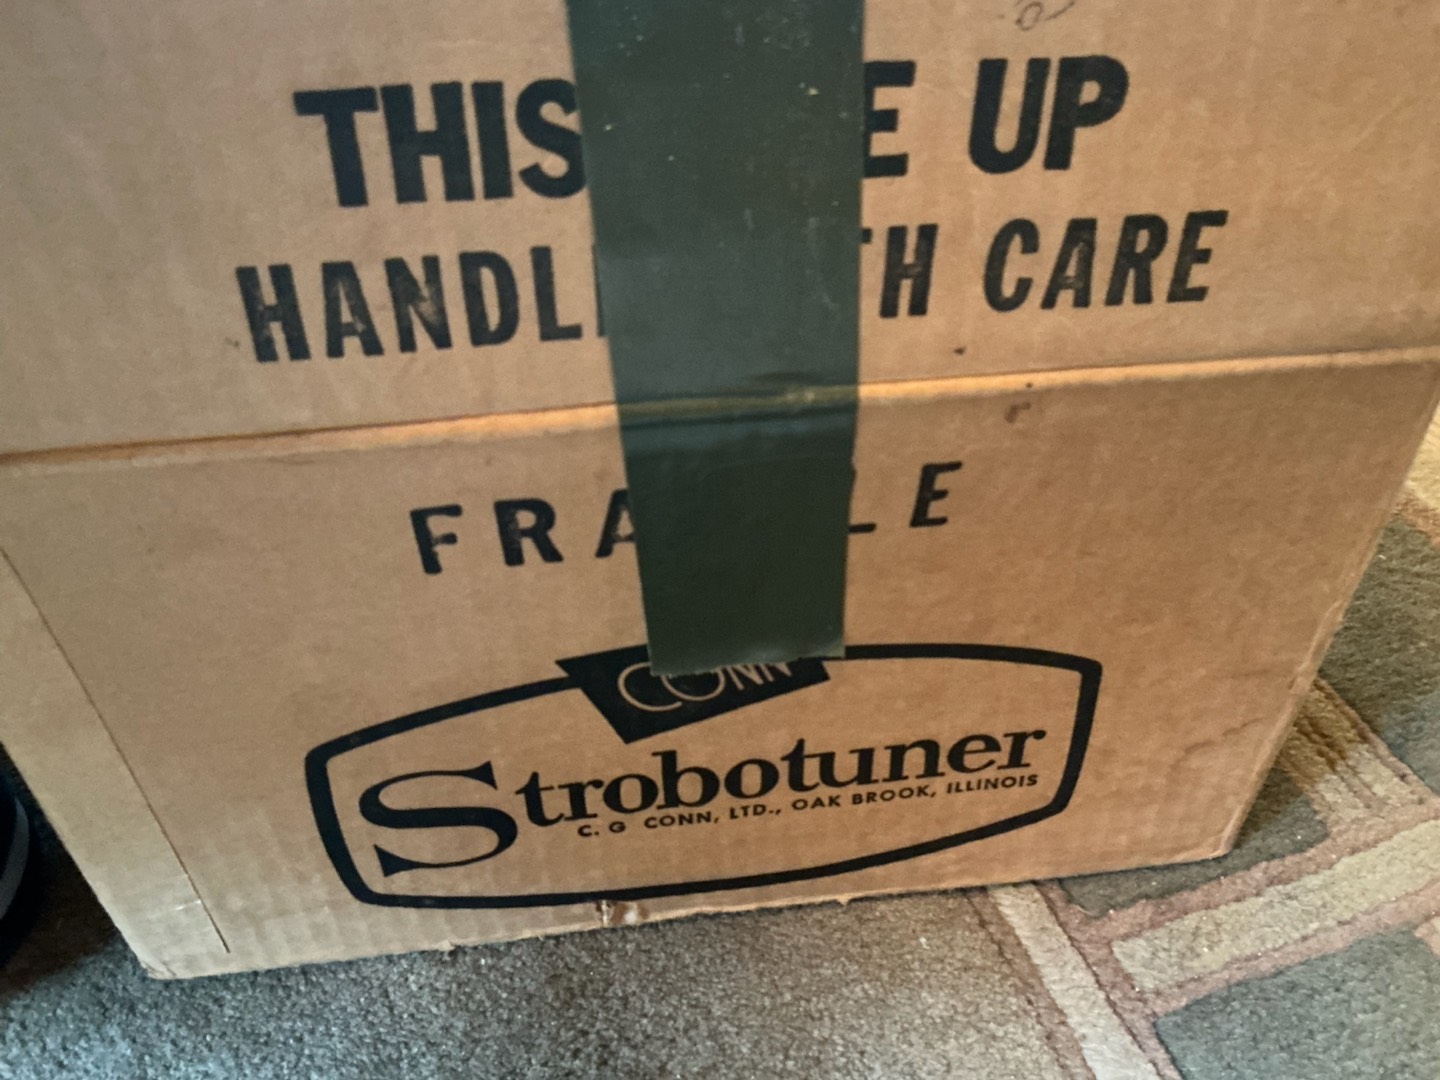 THIS E UP
HANDL TH CARE
FRA LE
CONN
Strobotuner
C. G CONN, LTD., OAK BROOK, ILLINOIS